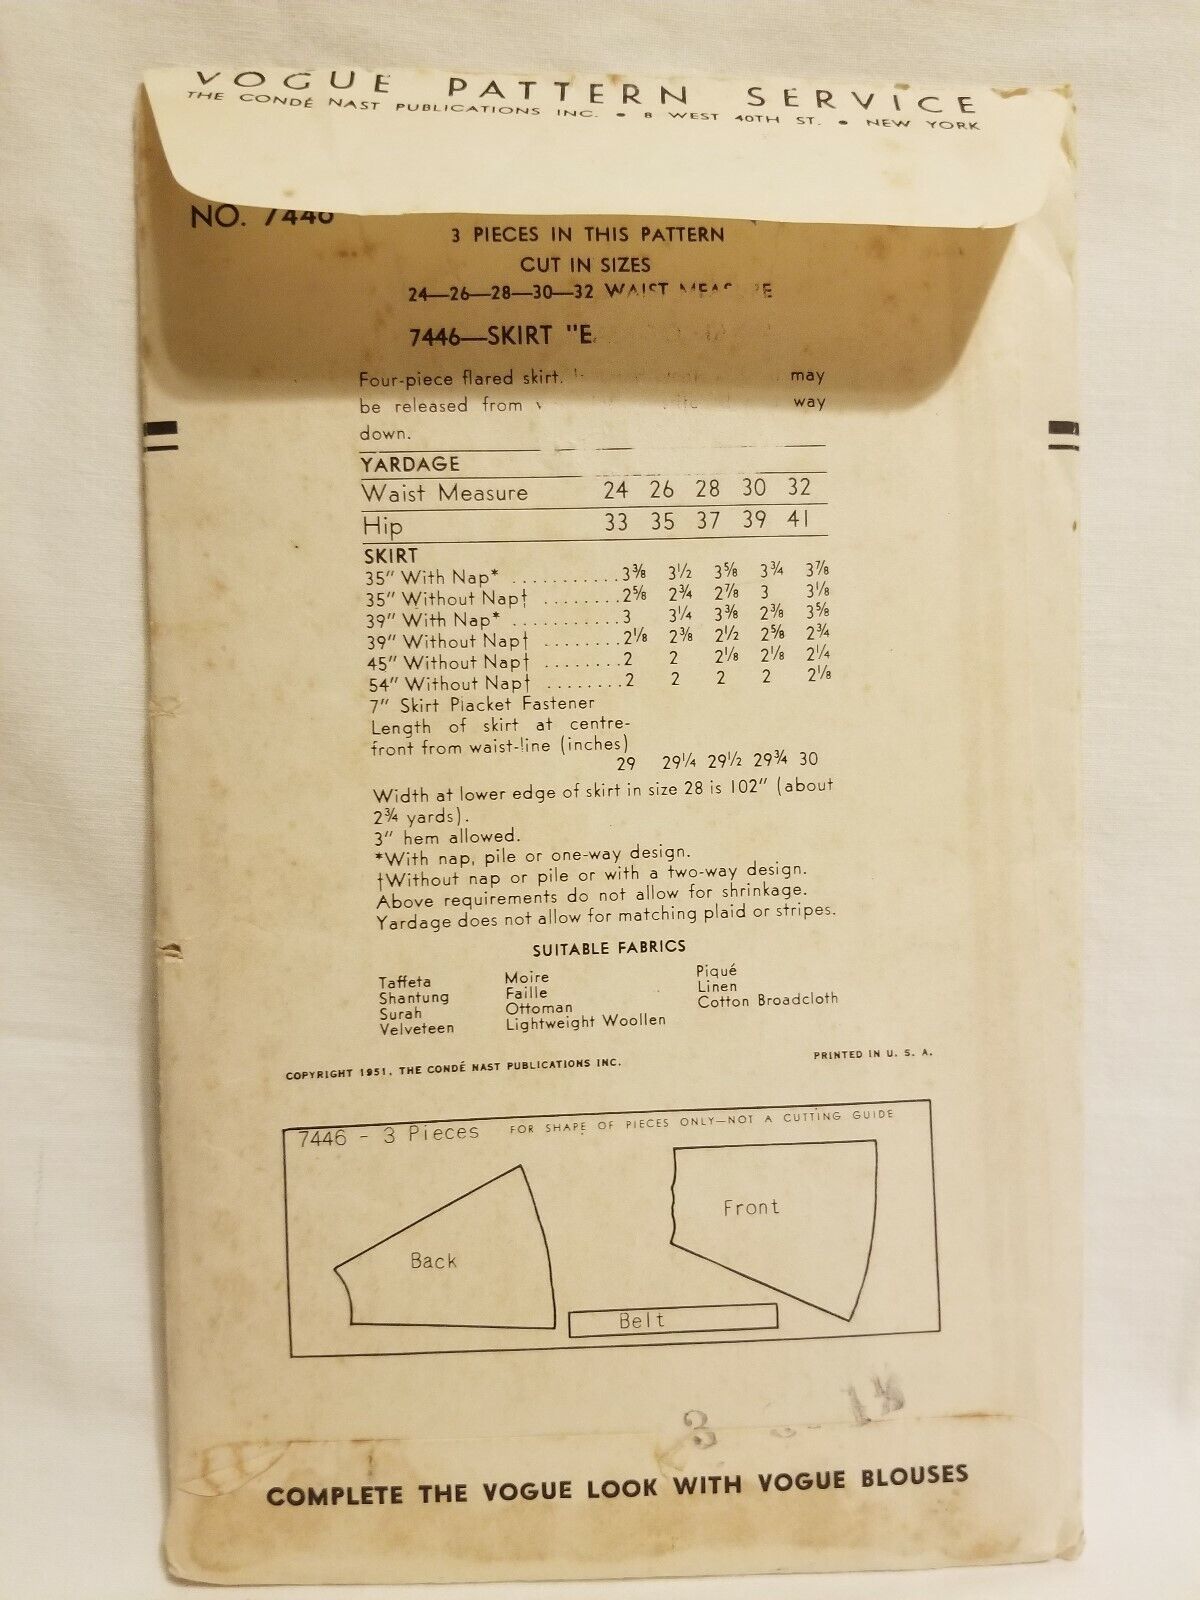 VOGUE PATTERN SERVICE
THE CONDÉ NAST PUBLICATIONS INC. • 8 WEST 40TH ST. • NEW YORK
NO. 7446
3 PIECES IN THIS PATTERN
CUT IN SIZES
24—26—28—30—32 WAIST MEASURE
7446—SKIRT
Four-piece flared skirt. may
be released from way
down.
YARDAGE
Waist Measure 24 26 28 30 32
Hip 33 35 37 39 41
SKIRT
35" With Nap* ...........3⅜ 3½ 3⅝ 3¾ 3⅞
35" Without Nap† ........2⅝ 2¾ 2⅞ 3 3⅛
39" With Nap* ...........3 3¼ 3⅜ 2⅜ 3⅝
39" Without Nap† ........2⅛ 2⅜ 2½ 2⅝ 2¾
45" Without Nap† ........2 2 2⅛ 2⅛ 2¼
54" Without Nap† ........2 2 2 2 2⅛
7" Skirt Placket Fastener
Length of skirt at centre-
front from waist-line (inches)
29 29¼ 29½ 29¾ 30
Width at lower edge of skirt in size 28 is 102" (about
2¾ yards).
3" hem allowed.
*With nap, pile or one-way design.
†Without nap or pile or with a two-way design.
Above requirements do not allow for shrinkage.
Yardage does not allow for matching plaid or stripes.
SUITABLE FABRICS
Taffeta Moire Piqué
Shantung Faille Linen
Surah Ottoman Cotton Broadcloth
Velveteen Lightweight Woollen
COPYRIGHT 1951, THE CONDÉ NAST PUBLICATIONS INC. PRINTED IN U. S. A.
7446 - 3 Pieces FOR SHAPE OF PIECES ONLY—NOT A CUTTING GUIDE
Front
Back
Belt
3
COMPLETE THE VOGUE LOOK WITH VOGUE BLOUSES